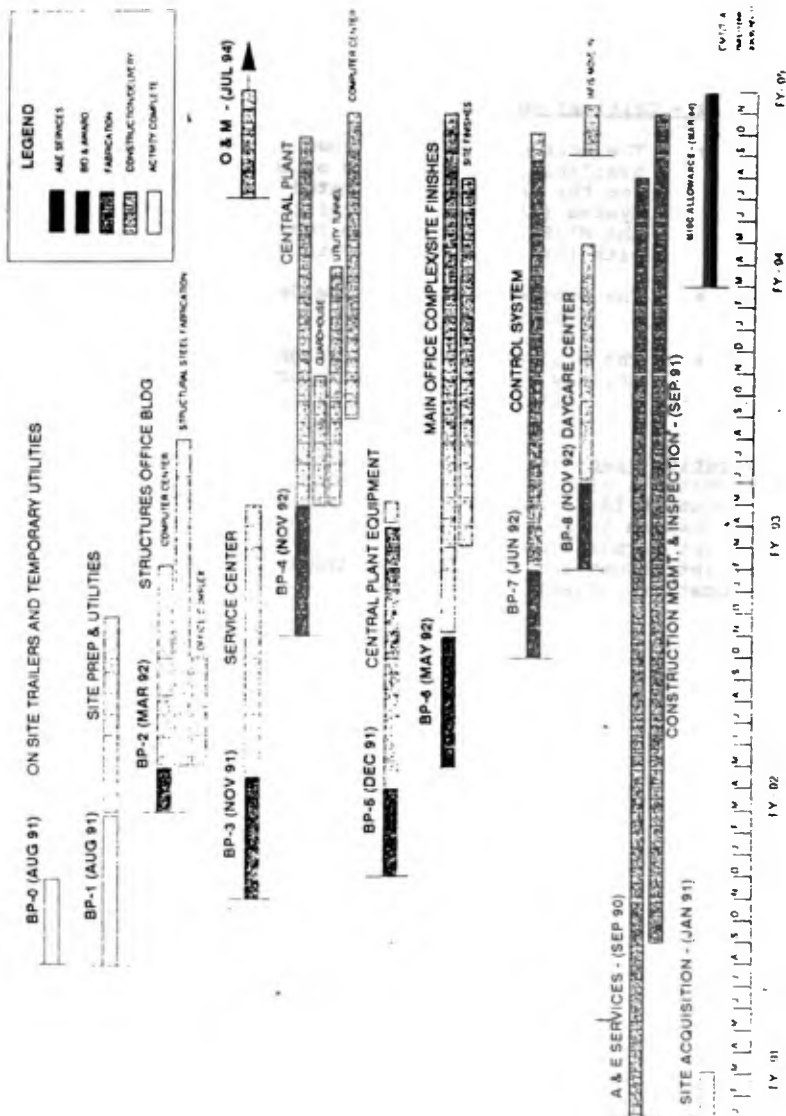 LEGEND
A&E SERVICES
BID & AWARD
FABRICATION
CONSTRUCTION/DELIVERY
ACTIVITY COMPLETE
BP-0 (AUG 91) ON SITE TRAILERS AND TEMPORARY UTILITIES
BP-1 (AUG 91) SITE PREP & UTILITIES
BP-2 (MAR 92) STRUCTURES OFFICE BLDG
COMPUTER CENTER
STRUCTURAL STEEL FABRICATION
OFFICE COMPLEX
O & M - (JUL 94)
BP-3 (NOV 91) SERVICE CENTER
BP-4 (NOV 92) CENTRAL PLANT
GUARDHOUSE
UTILITY TUNNEL
COMPUTER CENTER
BP-5 (DEC 91) CENTRAL PLANT EQUIPMENT
BP-6 (MAY 92) MAIN OFFICE COMPLEX/SITE FINISHES
SITE FINISHES
BP-7 (JUN 92) CONTROL SYSTEM
BP-8 (NOV 92) DAYCARE CENTER
MOVE IN
A & E SERVICES - (SEP 90)
CONSTRUCTION MGMT. & INSPECTION - (SEP. 91)
SITE ACQUISITION - (JAN 91)
MISC ALLOWANCE - (MAR 94)
J F M A M J J A S O N D J F M A M J J A S O N D J F M A M J J A S O N D J F M A M J J A S O N
FY 91 FY 92 FY 93 FY 94 FY 95